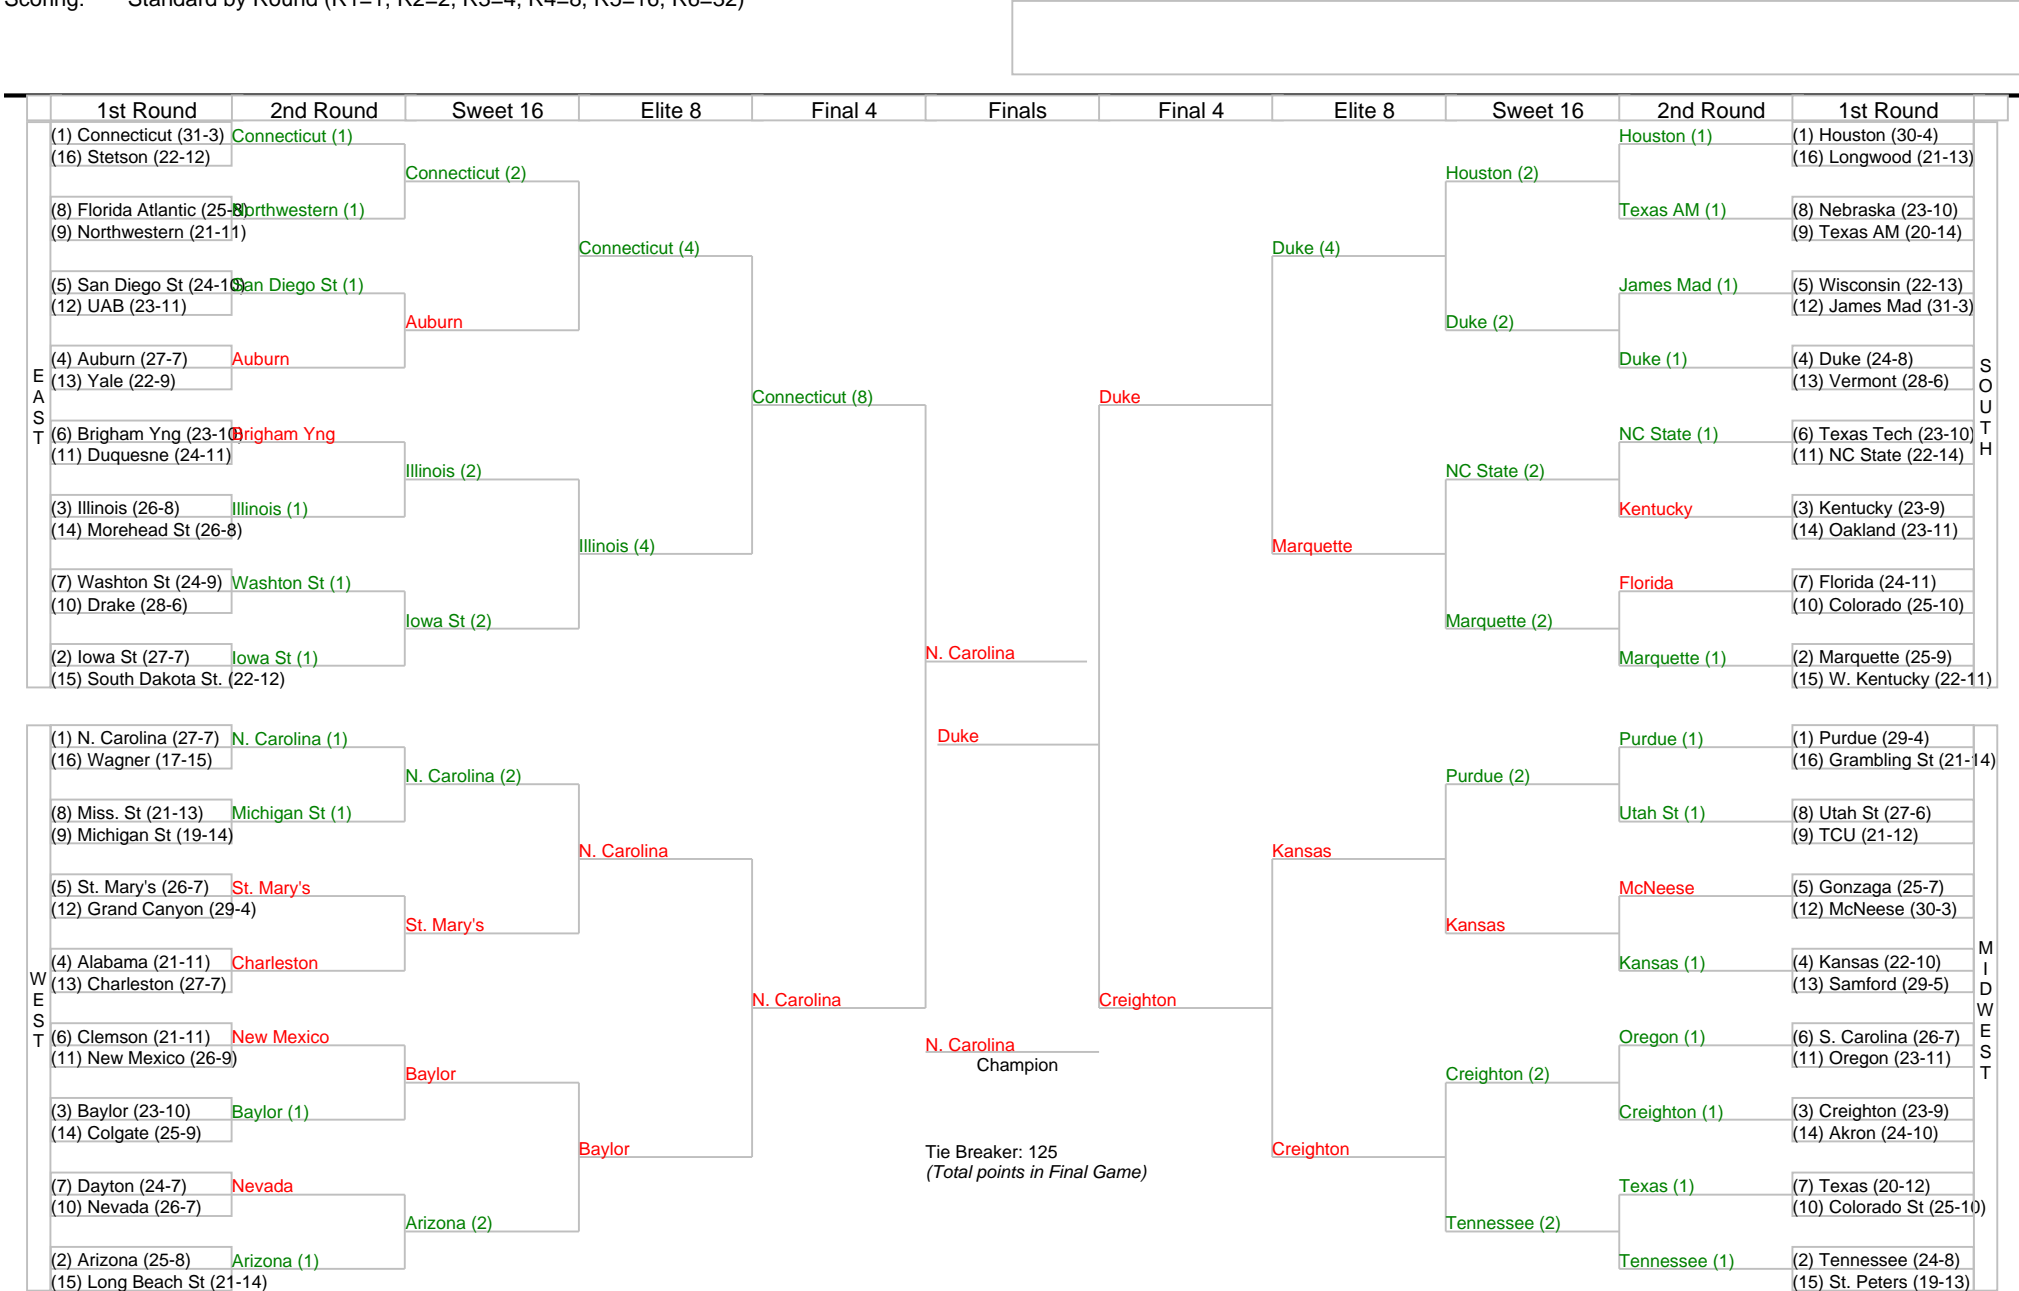 Scoring: Standard by Round (R1=1, R2=2, R3=4, R4=8, R5=16, R6=32)
1st Round 2nd Round Sweet 16 Elite 8 Final 4 Finals Final 4 Elite 8 Sweet 16 2nd Round 1st Round
EAST
(1) Connecticut (31-3)
(16) Stetson (22-12)
(8) Florida Atlantic (25-8)
(9) Northwestern (21-11)
(5) San Diego St (24-10)
(12) UAB (23-11)
(4) Auburn (27-7)
(13) Yale (22-9)
(6) Brigham Yng (23-10)
(11) Duquesne (24-11)
(3) Illinois (26-8)
(14) Morehead St (26-8)
(7) Washton St (24-9)
(10) Drake (28-6)
(2) Iowa St (27-7)
(15) South Dakota St. (22-12)
Connecticut (1)
Northwestern (1)
San Diego St (1)
Auburn
Brigham Yng
Illinois (1)
Washton St (1)
Iowa St (1)
Connecticut (2)
Auburn
Illinois (2)
Iowa St (2)
Connecticut (4)
Illinois (4)
Connecticut (8)
WEST
(1) N. Carolina (27-7)
(16) Wagner (17-15)
(8) Miss. St (21-13)
(9) Michigan St (19-14)
(5) St. Mary's (26-7)
(12) Grand Canyon (29-4)
(4) Alabama (21-11)
(13) Charleston (27-7)
(6) Clemson (21-11)
(11) New Mexico (26-9)
(3) Baylor (23-10)
(14) Colgate (25-9)
(7) Dayton (24-7)
(10) Nevada (26-7)
(2) Arizona (25-8)
(15) Long Beach St (21-14)
N. Carolina (1)
Michigan St (1)
St. Mary's
Charleston
New Mexico
Baylor (1)
Nevada
Arizona (1)
N. Carolina (2)
St. Mary's
Baylor
Arizona (2)
N. Carolina
Baylor
N. Carolina
N. Carolina
Duke
N. Carolina
Champion
Tie Breaker: 125
(Total points in Final Game)
Duke
Duke (4)
Marquette
Houston (2)
Duke (2)
NC State (2)
Marquette (2)
Houston (1)
Texas AM (1)
James Mad (1)
Duke (1)
NC State (1)
Kentucky
Florida
Marquette (1)
(1) Houston (30-4)
(16) Longwood (21-13)
(8) Nebraska (23-10)
(9) Texas AM (20-14)
(5) Wisconsin (22-13)
(12) James Mad (31-3)
(4) Duke (24-8)
(13) Vermont (28-6)
(6) Texas Tech (23-10)
(11) NC State (22-14)
(3) Kentucky (23-9)
(14) Oakland (23-11)
(7) Florida (24-11)
(10) Colorado (25-10)
(2) Marquette (25-9)
(15) W. Kentucky (22-11)
SOUTH
Creighton
Kansas
Creighton
Purdue (2)
Kansas
Creighton (2)
Tennessee (2)
Purdue (1)
Utah St (1)
McNeese
Kansas (1)
Oregon (1)
Creighton (1)
Texas (1)
Tennessee (1)
(1) Purdue (29-4)
(16) Grambling St (21-14)
(8) Utah St (27-6)
(9) TCU (21-12)
(5) Gonzaga (25-7)
(12) McNeese (30-3)
(4) Kansas (22-10)
(13) Samford (29-5)
(6) S. Carolina (26-7)
(11) Oregon (23-11)
(3) Creighton (23-9)
(14) Akron (24-10)
(7) Texas (20-12)
(10) Colorado St (25-10)
(2) Tennessee (24-8)
(15) St. Peters (19-13)
MIDWEST